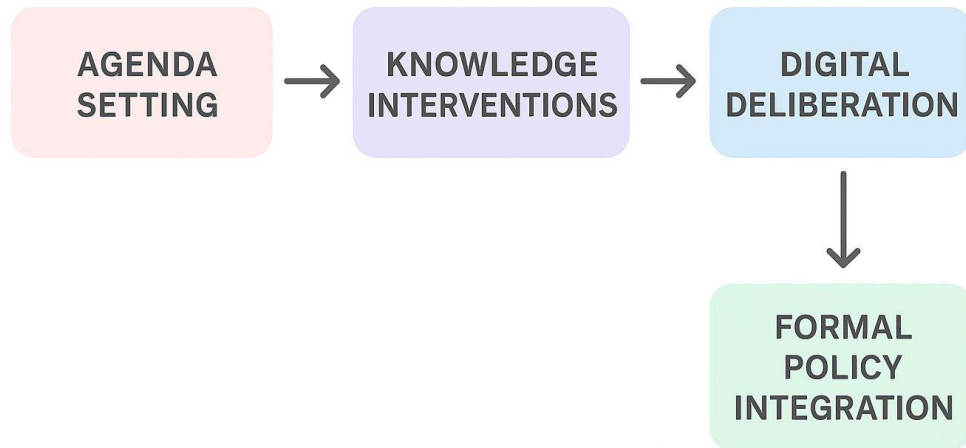 AGENDA
SETTING
KNOWLEDGE
INTERVENTIONS
DIGITAL
DELIBERATION
FORMAL
POLICY
INTEGRATION